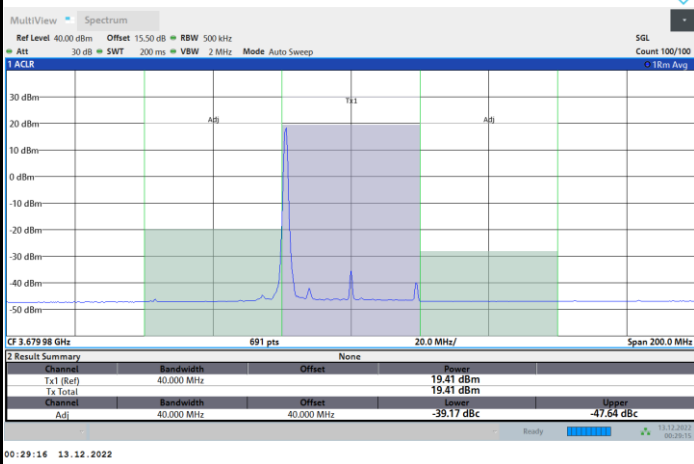 MultiView Spectrum
Ref Level 40.00 dBm Offset 15.50 dB RBW 500 kHz SGL
Att 30 dB SWT 200 ms VBW 2 MHz Mode Auto Sweep Count 100/100
1 ACLR 1Rm Avg
30 dBm
Tx1
20 dBm
Adj Adj
10 dBm
0 dBm
-10 dBm
-20 dBm
-30 dBm
-40 dBm
-50 dBm
CF 3.679 98 GHz 691 pts 20.0 MHz/ Span 200.0 MHz
2 Result Summary None
Channel Bandwidth Offset Power
Tx1 (Ref) 40.000 MHz 19.41 dBm
Tx Total 19.41 dBm
Channel Bandwidth Offset Lower Upper
Adj 40.000 MHz 40.000 MHz -39.17 dBc -47.64 dBc
Ready 13.12.2022
00:29:15
00:29:16 13.12.2022